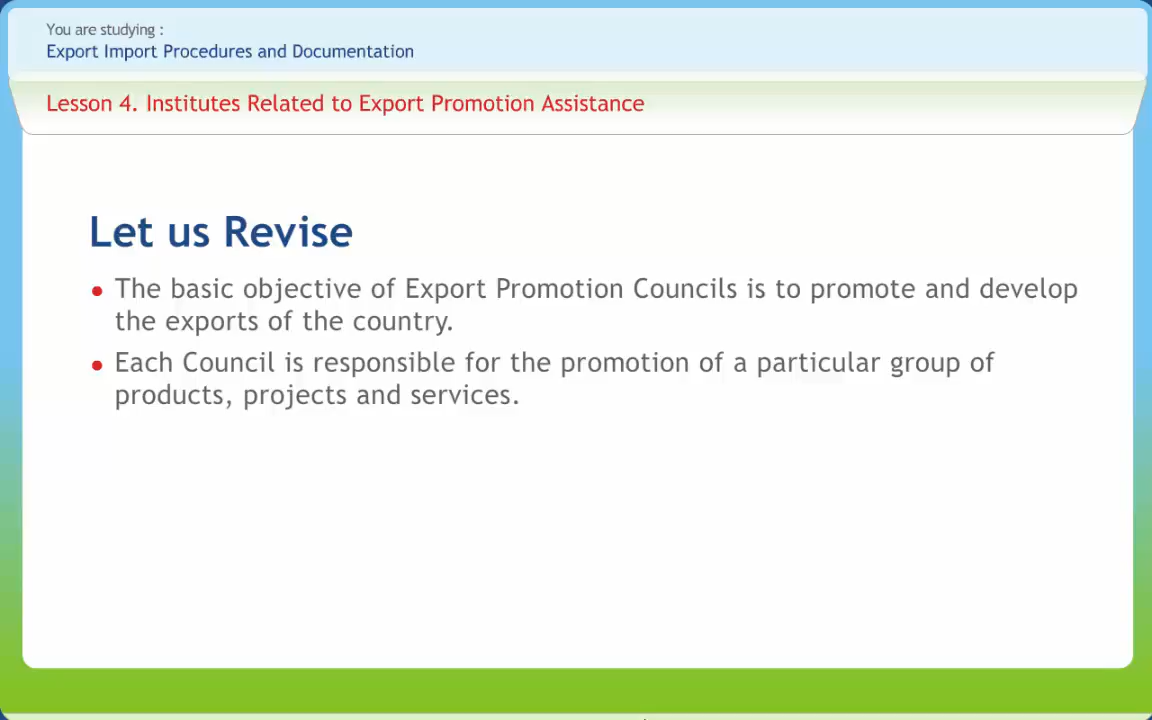 You are studying :
Export Import Procedures and Documentation
Lesson 4. Institutes Related to Export Promotion Assistance
Let us Revise
• The basic objective of Export Promotion Councils is to promote and develop
the exports of the country.
• Each Council is responsible for the promotion of a particular group of
products, projects and services.